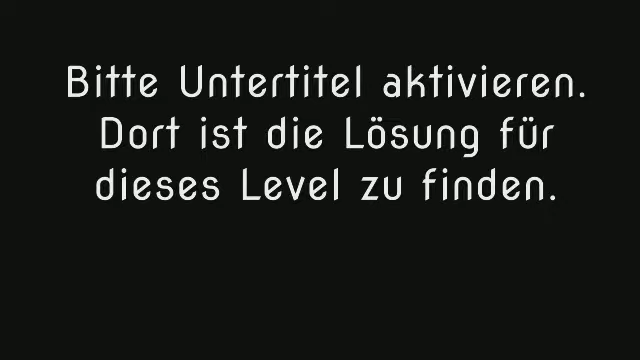 Bitte Untertitel aktivieren.
Dort ist die Lösung für
dieses Level zu finden.